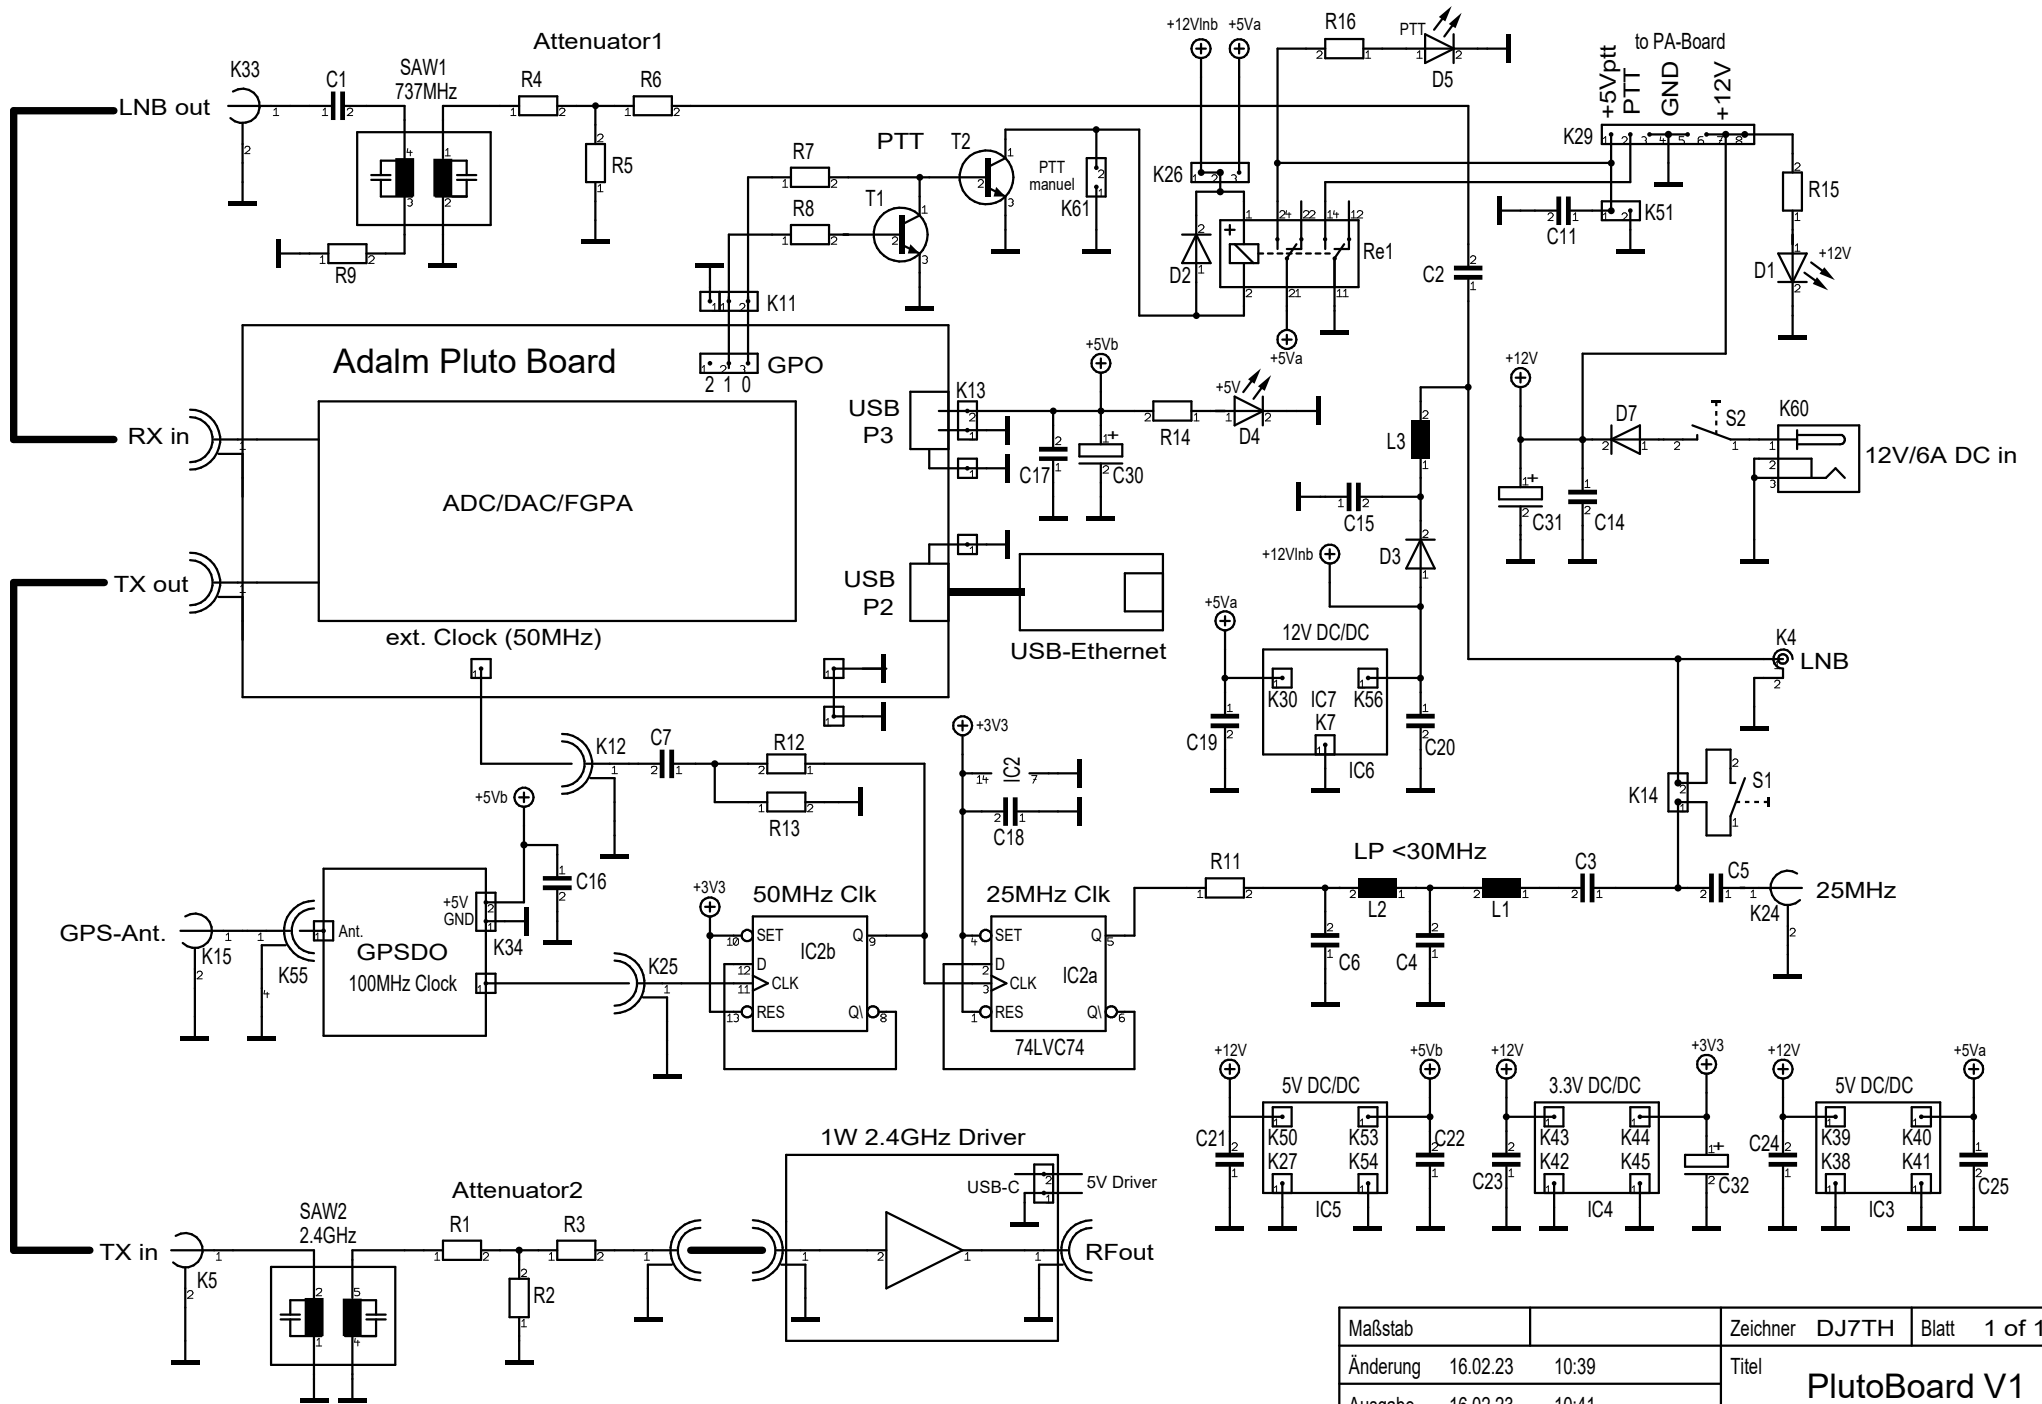 Attenuator1
K33
C1
SAW1
737MHz
R4
R6
LNB out
R5
R9
R7
R8
PTT
T1
T2
PTT
manuel
K61
K11
+12Vlnb
+5Va
R16
PTT
D5
to PA-Board
+5Vptt
PTT
GND
+12V
K29
K26
D2
Re1
+5Va
C11
K51
R15
D1
+12V
C2
Adalm Pluto Board
GPO
2 1 0
RX in
ADC/DAC/FGPA
TX out
ext. Clock (50MHz)
USB
P3
K13
+5Vb
C17
C30
R14
+5V
D4
USB
P2
USB-Ethernet
L3
C15
D3
+12Vlnb
+12V
C31
C14
D7
S2
K60
12V/6A DC in
+5Va
12V DC/DC
K30
IC7
K7
K56
C19
IC6
C20
K4
LNB
K14
S1
K12
C7
R12
R13
+3V3
IC2
C18
+5Vb
C16
GPS-Ant.
K15
K55
Ant.
+5V
GND
K34
GPSDO
100MHz Clock
K25
+3V3
50MHz Clk
SET
D
CLK
RES
Q
Q\
IC2b
25MHz Clk
SET
D
CLK
RES
Q
Q\
IC2a
74LVC74
R11
LP <30MHz
L2
L1
C6
C4
C3
C5
K24
25MHz
+12V
5V DC/DC
+5Vb
K50
K53
K27
K54
C21
C22
IC5
+12V
3.3V DC/DC
+3V3
K43
K44
K42
K45
C23
C32
IC4
+12V
5V DC/DC
+5Va
K39
K40
K38
K41
C24
C25
IC3
TX in
K5
SAW2
2.4GHz
Attenuator2
R1
R3
R2
1W 2.4GHz Driver
USB-C
5V Driver
RFout
Maßstab
Zeichner DJ7TH
Blatt 1 of 1
Änderung 16.02.23 10:39
Titel
PlutoBoard V1